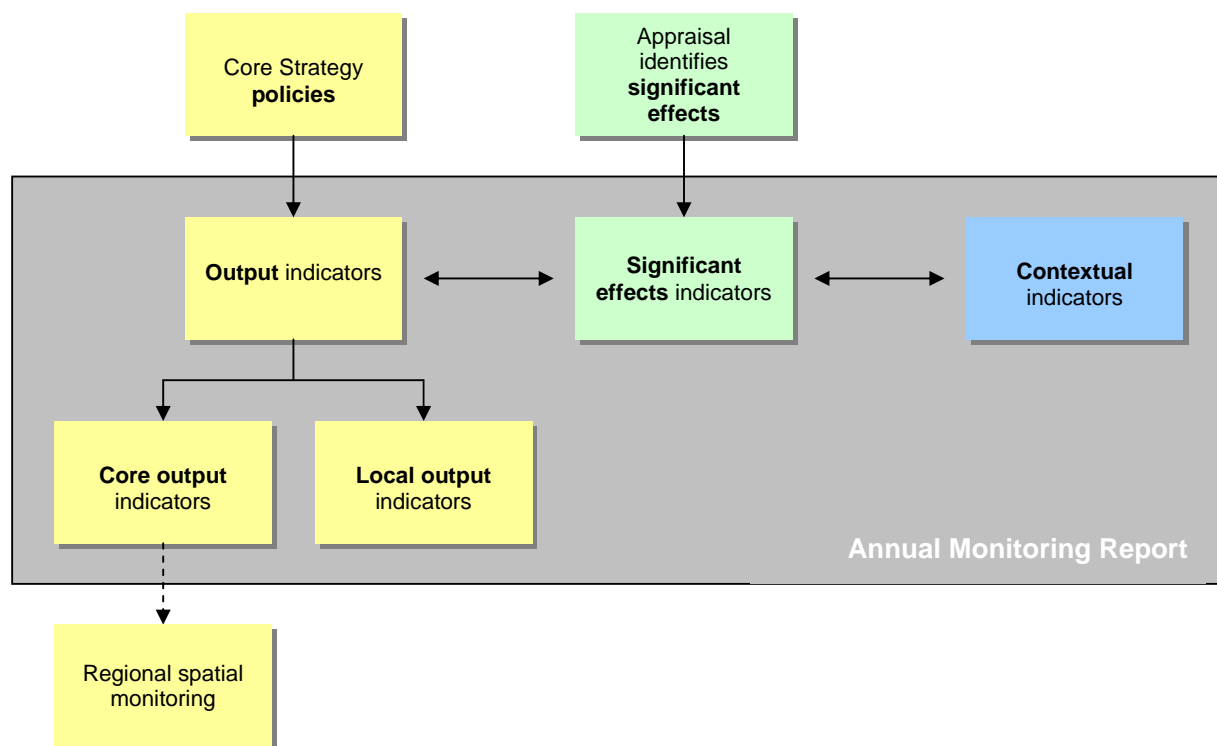 Core Strategy
policies
Appraisal
identifies
significant
effects
Output indicators
Significant
effects indicators
Contextual
indicators
Core output
indicators
Local output
indicators
Annual Monitoring Report
Regional spatial
monitoring